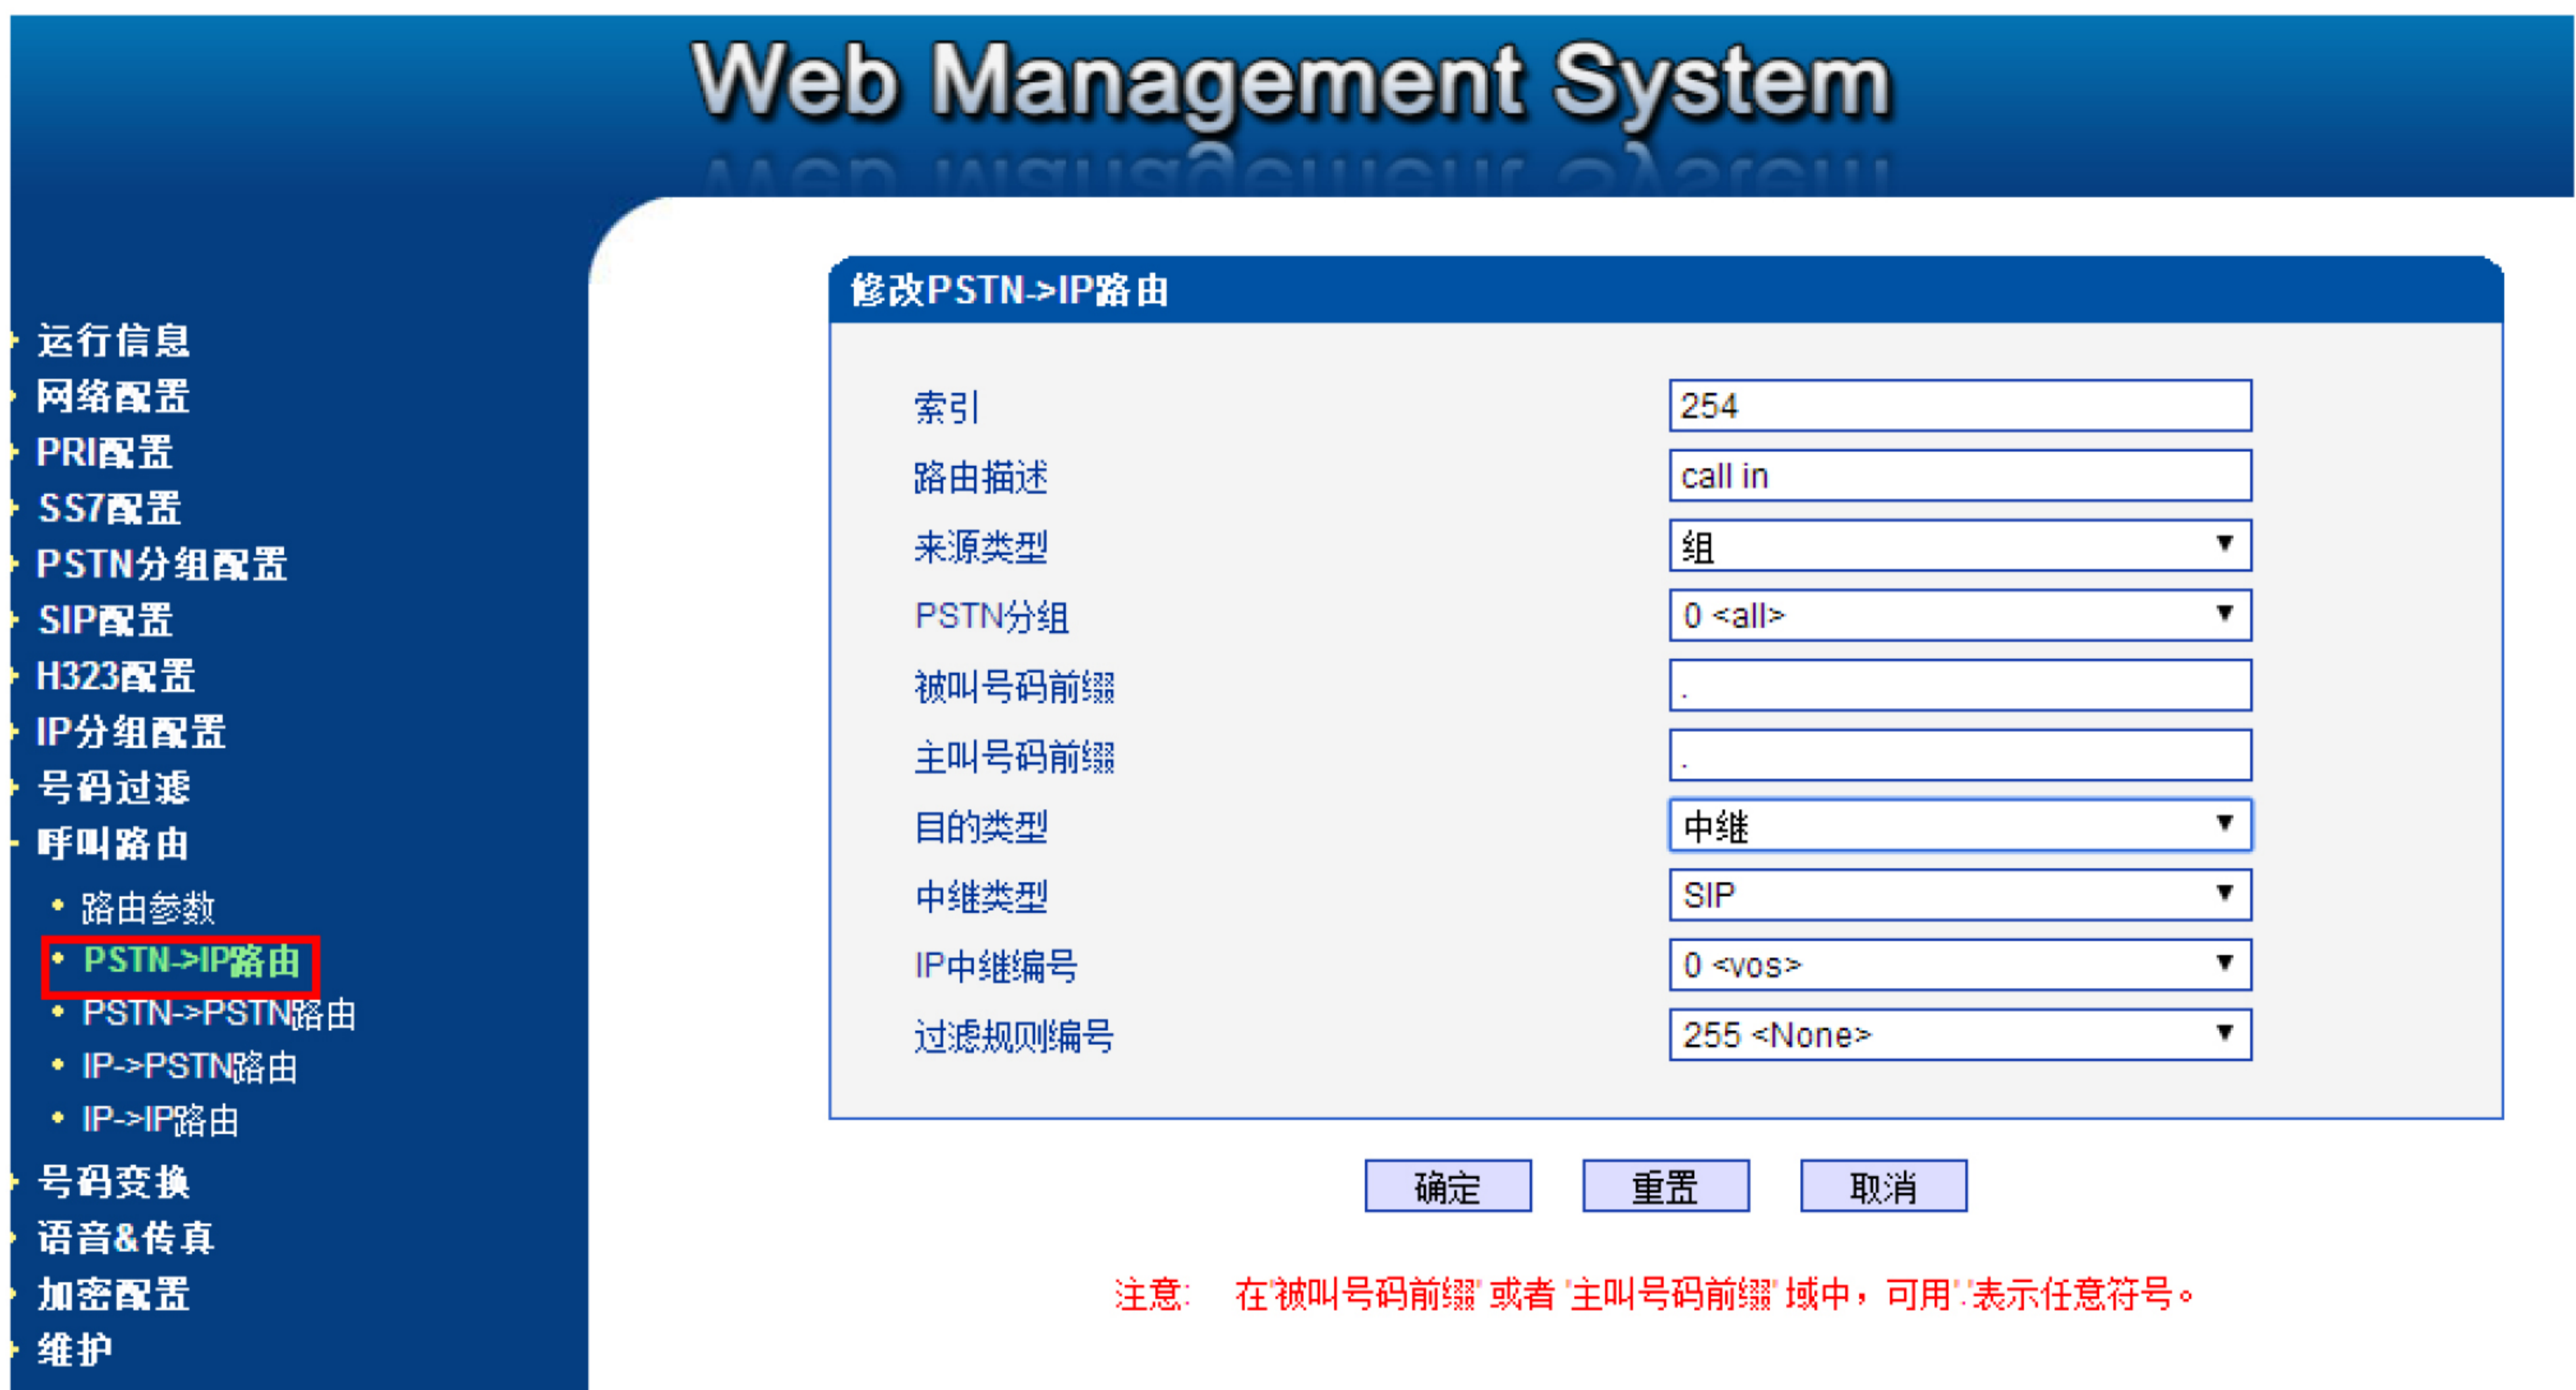 Web Management System
运行信息
网络配置
PRI配置
SS7配置
PSTN分组配置
SIP配置
H323配置
IP分组配置
号码过滤
呼叫路由
路由参数
PSTN->IP路由
PSTN->PSTN路由
IP->PSTN路由
IP->IP路由
号码变换
语音&传真
加密配置
维护
修改PSTN->IP路由
索引 254
路由描述 call in
来源类型 组
PSTN分组 0 <all>
被叫号码前缀 .
主叫号码前缀 .
目的类型 中继
中继类型 SIP
IP中继编号 0 <vos>
过滤规则编号 255 <None>
确定 重置 取消
注意: 在'被叫号码前缀' 或者 '主叫号码前缀' 域中，可用'.'表示任意符号。